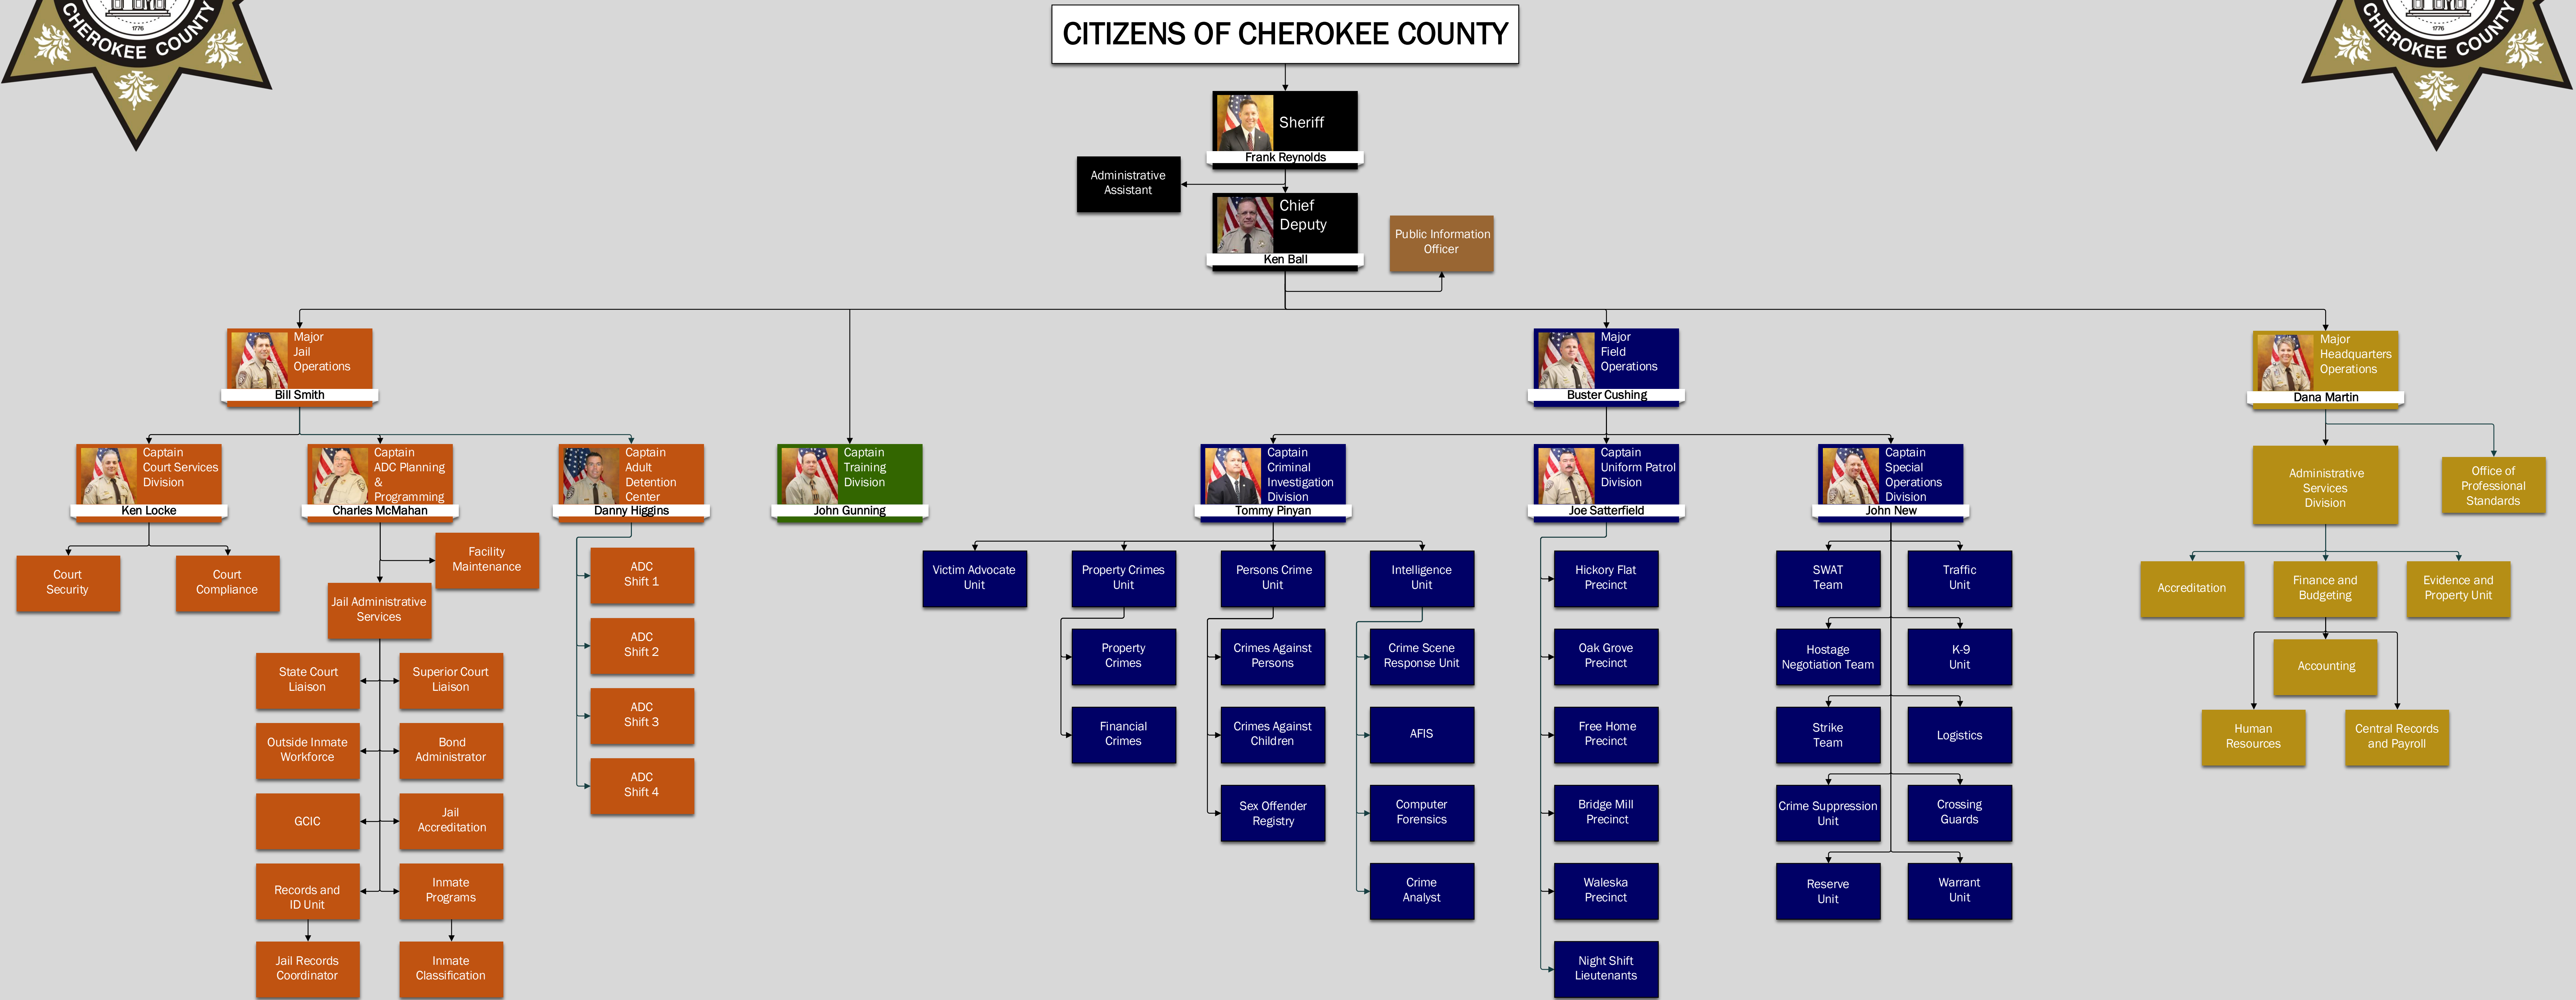 1776
CHEROKEE COUNTY
1776
CHEROKEE COUNTY
CITIZENS OF CHEROKEE COUNTY
Sheriff
Frank Reynolds
Administrative
Assistant
Chief
Deputy
Ken Ball
Public Information
Officer
Major
Jail
Operations
Bill Smith
Major
Field
Operations
Buster Cushing
Major
Headquarters
Operations
Dana Martin
Captain
Court Services
Division
Ken Locke
Captain
ADC Planning
&
Programming
Charles McMahan
Captain
Adult
Detention
Center
Danny Higgins
Captain
Training
Division
John Gunning
Captain
Criminal
Investigation
Division
Tommy Pinyan
Captain
Uniform Patrol
Division
Joe Satterfield
Captain
Special
Operations
Division
John New
Administrative
Services
Division
Office of
Professional
Standards
Court
Security
Court
Compliance
Facility
Maintenance
Jail Administrative
Services
State Court
Liaison
Superior Court
Liaison
Outside Inmate
Workforce
Bond
Administrator
GCIC
Jail
Accreditation
Records and
ID Unit
Inmate
Programs
Jail Records
Coordinator
Inmate
Classification
ADC
Shift 1
ADC
Shift 2
ADC
Shift 3
ADC
Shift 4
Victim Advocate
Unit
Property Crimes
Unit
Persons Crime
Unit
Intelligence
Unit
Property
Crimes
Financial
Crimes
Crimes Against
Persons
Crimes Against
Children
Sex Offender
Registry
Crime Scene
Response Unit
AFIS
Computer
Forensics
Crime
Analyst
Hickory Flat
Precinct
Oak Grove
Precinct
Free Home
Precinct
Bridge Mill
Precinct
Waleska
Precinct
Night Shift
Lieutenants
SWAT
Team
Traffic
Unit
Hostage
Negotiation Team
K-9
Unit
Strike
Team
Logistics
Crime Suppression
Unit
Crossing
Guards
Reserve
Unit
Warrant
Unit
Accreditation
Finance and
Budgeting
Evidence and
Property Unit
Accounting
Human
Resources
Central Records
and Payroll